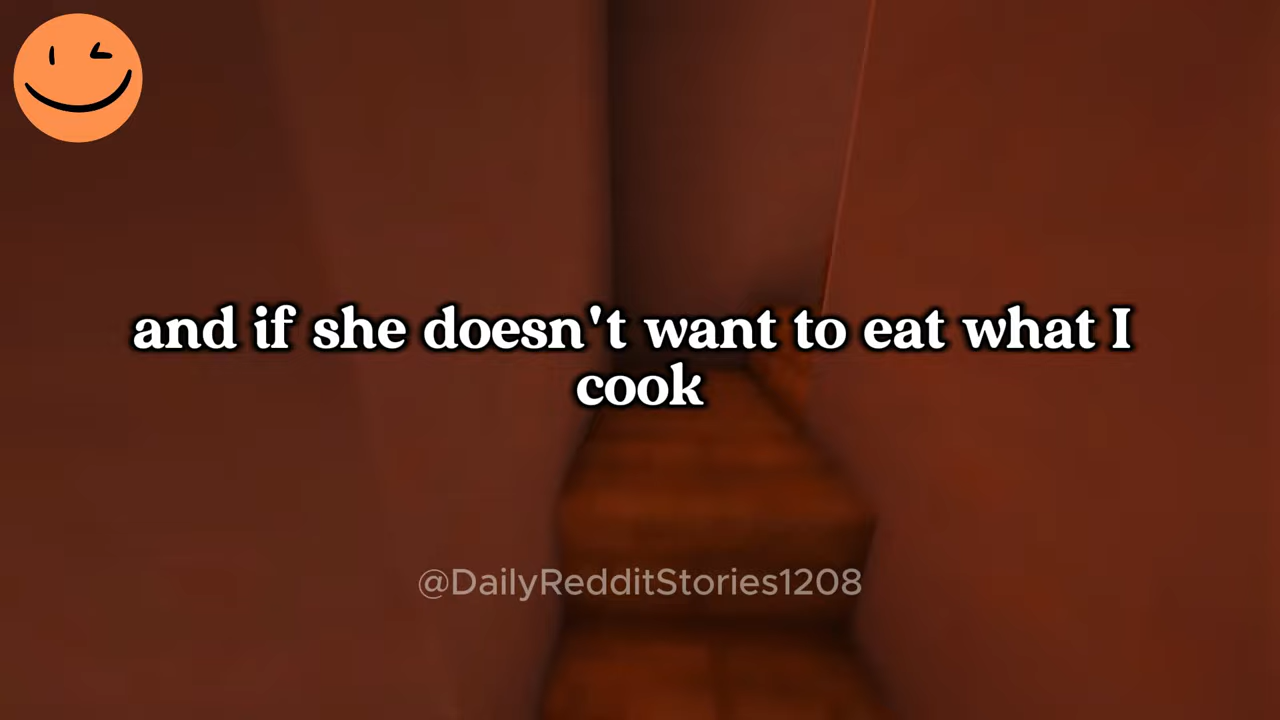 and if she doesn't want to eat what I
cook
@DailyRedditStories1208